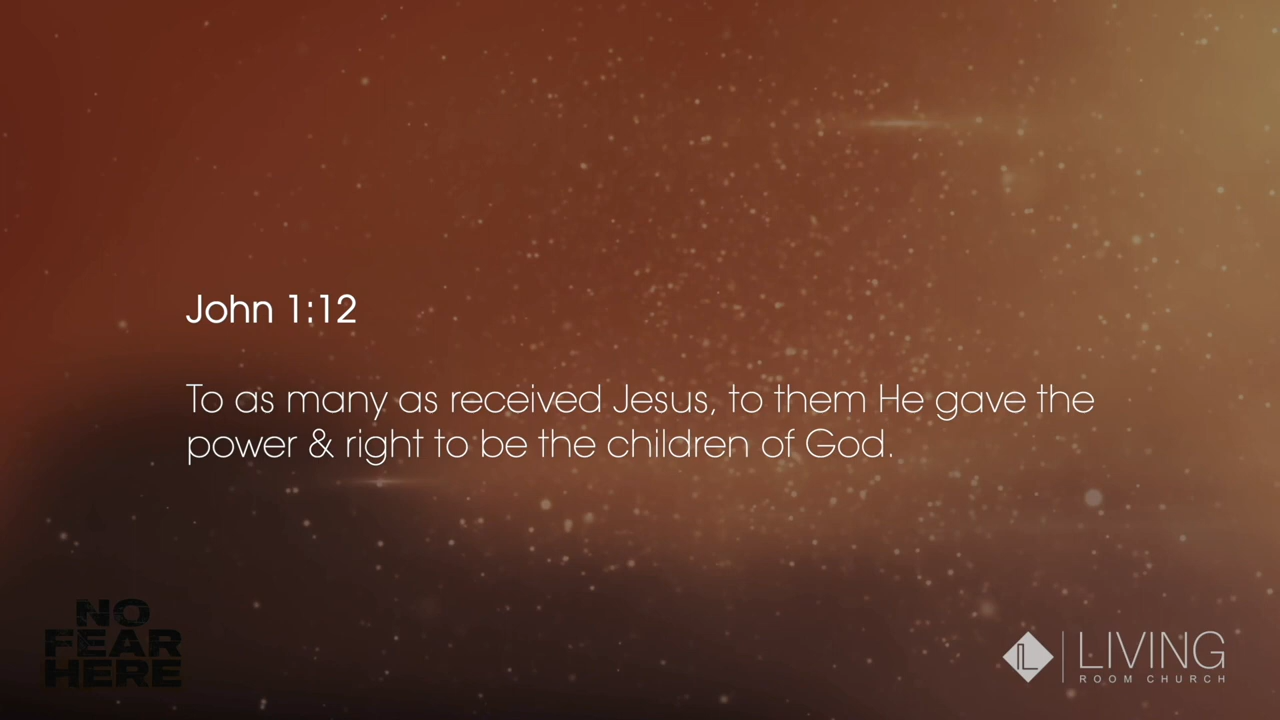 John 1:12
To as many as received Jesus, to them He gave the
power & right to be the children of God.
NO
FEAR
HERE
LIVING
ROOM CHURCH